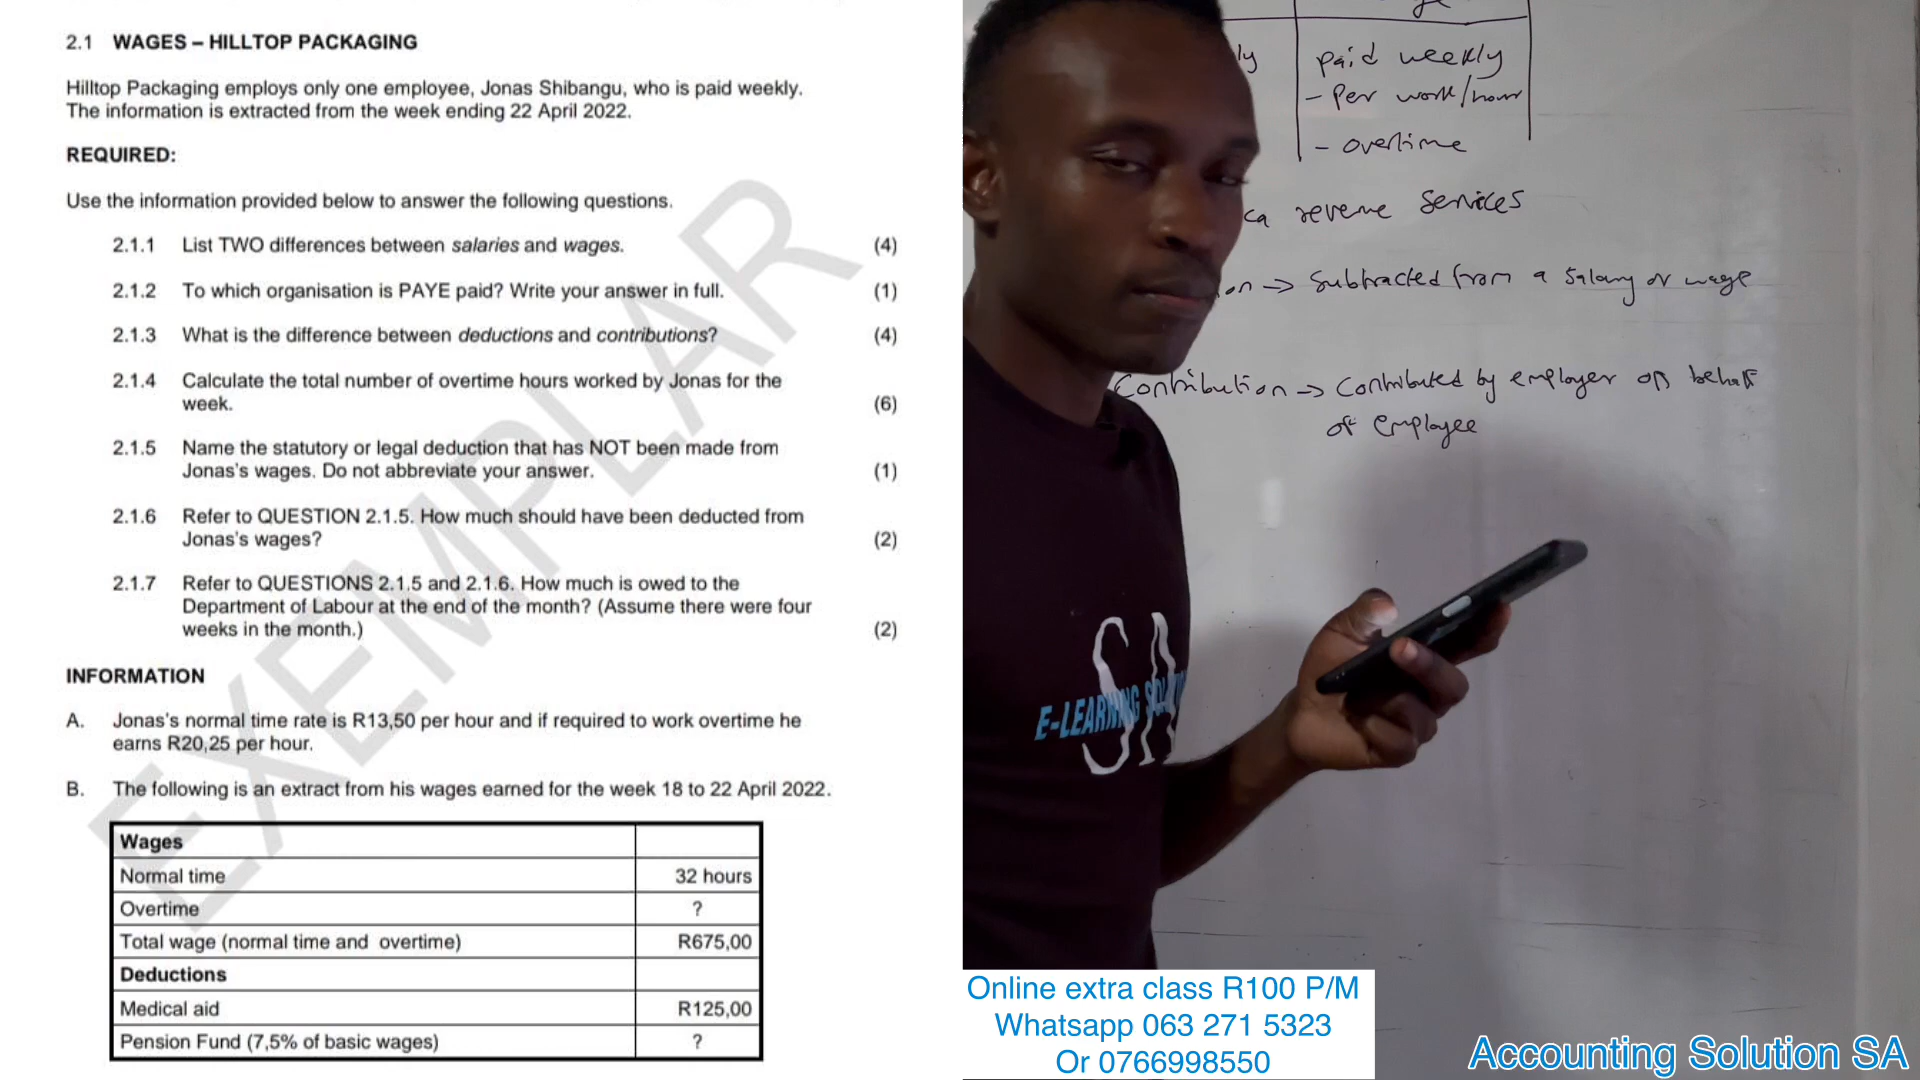 2.1 WAGES – HILLTOP PACKAGING
Hilltop Packaging employs only one employee, Jonas Shibangu, who is paid weekly.
The information is extracted from the week ending 22 April 2022.
REQUIRED:
Use the information provided below to answer the following questions.
2.1.1 List TWO differences between salaries and wages. (4)
2.1.2 To which organisation is PAYE paid? Write your answer in full. (1)
2.1.3 What is the difference between deductions and contributions? (4)
2.1.4 Calculate the total number of overtime hours worked by Jonas for the
week. (6)
2.1.5 Name the statutory or legal deduction that has NOT been made from
Jonas's wages. Do not abbreviate your answer. (1)
2.1.6 Refer to QUESTION 2.1.5. How much should have been deducted from
Jonas's wages? (2)
2.1.7 Refer to QUESTIONS 2.1.5 and 2.1.6. How much is owed to the
Department of Labour at the end of the month? (Assume there were four
weeks in the month.) (2)
INFORMATION
A. Jonas's normal time rate is R13,50 per hour and if required to work overtime he
earns R20,25 per hour.
B. The following is an extract from his wages earned for the week 18 to 22 April 2022.
Wages
Normal time 32 hours
Overtime ?
Total wage (normal time and overtime) R675,00
Deductions
Medical aid R125,00
Pension Fund (7,5% of basic wages) ?
EXEMPLAR
ly
paid weekly
- Per work/hour
- overtime
ca revenue services
on → Subtracted from a salary or wage
Contribution → Contributed by employer on behalf
of employee
SA
E-LEARNING
Online extra class R100 P/M
Whatsapp 063 271 5323
Or 0766998550
Accounting Solution SA